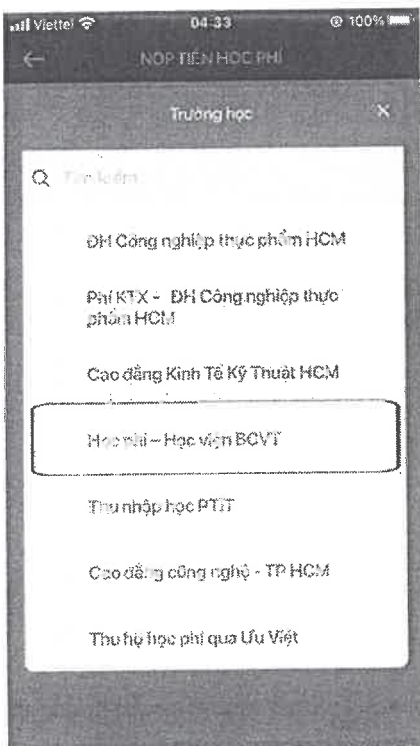 Viettel 04:33 100%
NỘP TIỀN HỌC PHÍ
Trường học
Tìm kiếm
ĐH Công nghiệp thực phẩm HCM
Phí KTX - ĐH Công nghiệp thực
phẩm HCM
Cao đẳng Kinh Tế Kỹ Thuật HCM
Học phí – Học viện BCVT
Thu nhập học PTIT
Cao đẳng công nghệ - TP HCM
Thu hộ học phí qua Ưu Việt